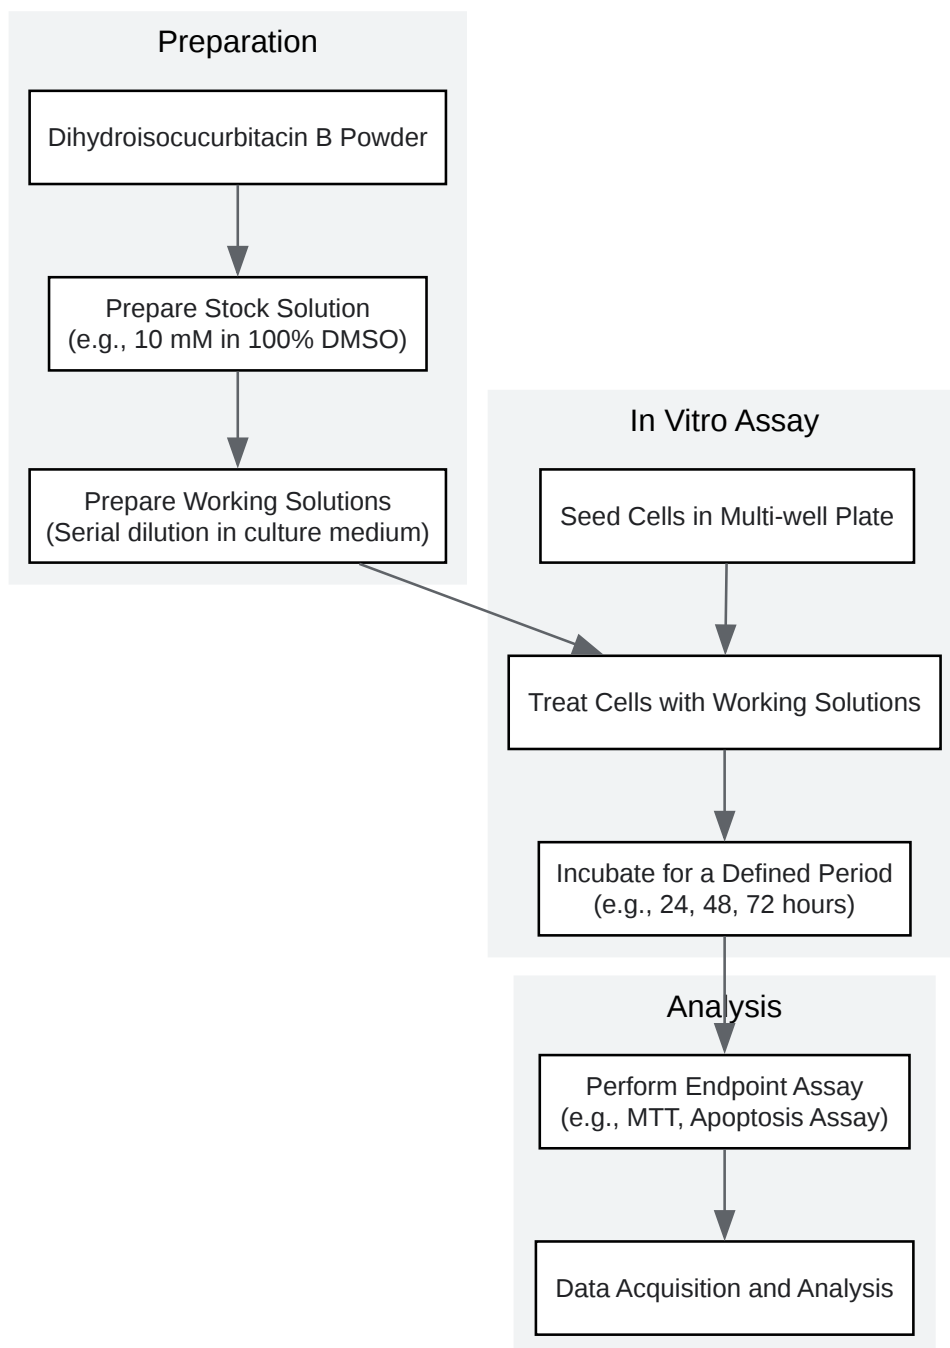 Preparation
Dihydroisocucurbitacin B Powder
Prepare Stock Solution
(e.g., 10 mM in 100% DMSO)
Prepare Working Solutions
(Serial dilution in culture medium)
In Vitro Assay
Seed Cells in Multi-well Plate
Treat Cells with Working Solutions
Incubate for a Defined Period
(e.g., 24, 48, 72 hours)
Analysis
Perform Endpoint Assay
(e.g., MTT, Apoptosis Assay)
Data Acquisition and Analysis